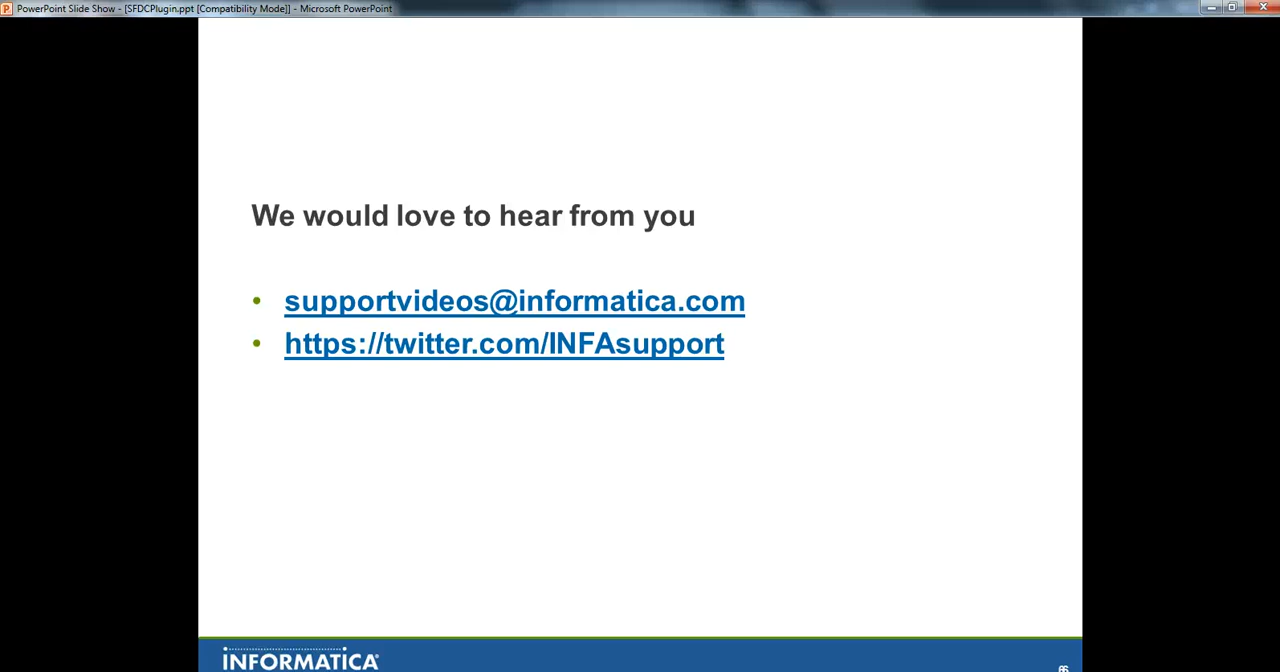 PowerPoint Slide Show - [SFDCPlugin.ppt [Compatibility Mode]] - Microsoft PowerPoint
We would love to hear from you
• supportvideos@informatica.com
• https://twitter.com/INFAsupport
INFORMATICA®